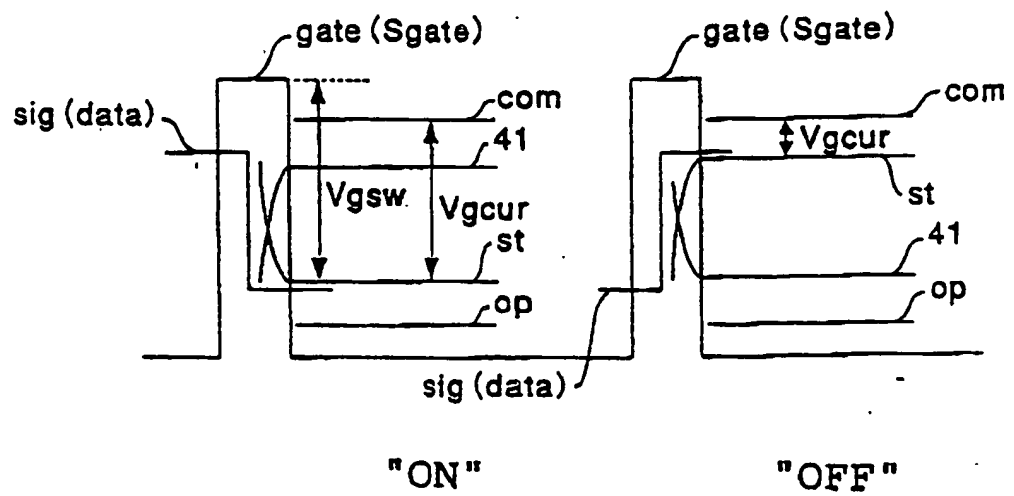 gate (Sgate)
gate (Sgate)
com
com
sig (data)
41
Vgcur
Vgsw
Vgcur
st
st
41
op
op
sig (data)
"ON"
"OFF"